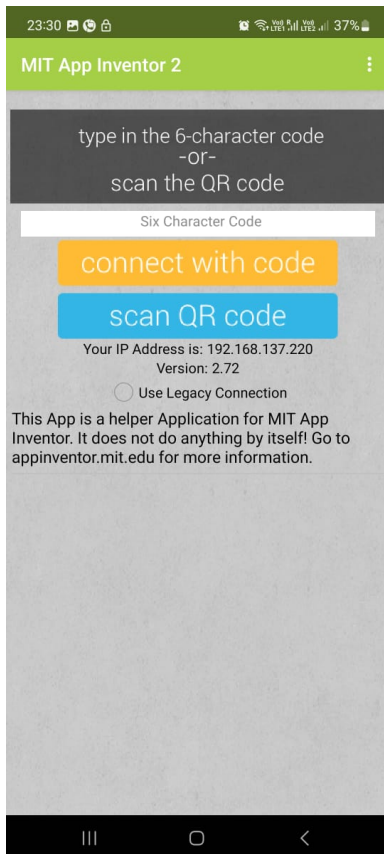 23:30 37%
MIT App Inventor 2
type in the 6-character code
-or-
scan the QR code
Six Character Code
connect with code
scan QR code
Your IP Address is: 192.168.137.220
Version: 2.72
Use Legacy Connection
This App is a helper Application for MIT App
Inventor. It does not do anything by itself! Go to
appinventor.mit.edu for more information.